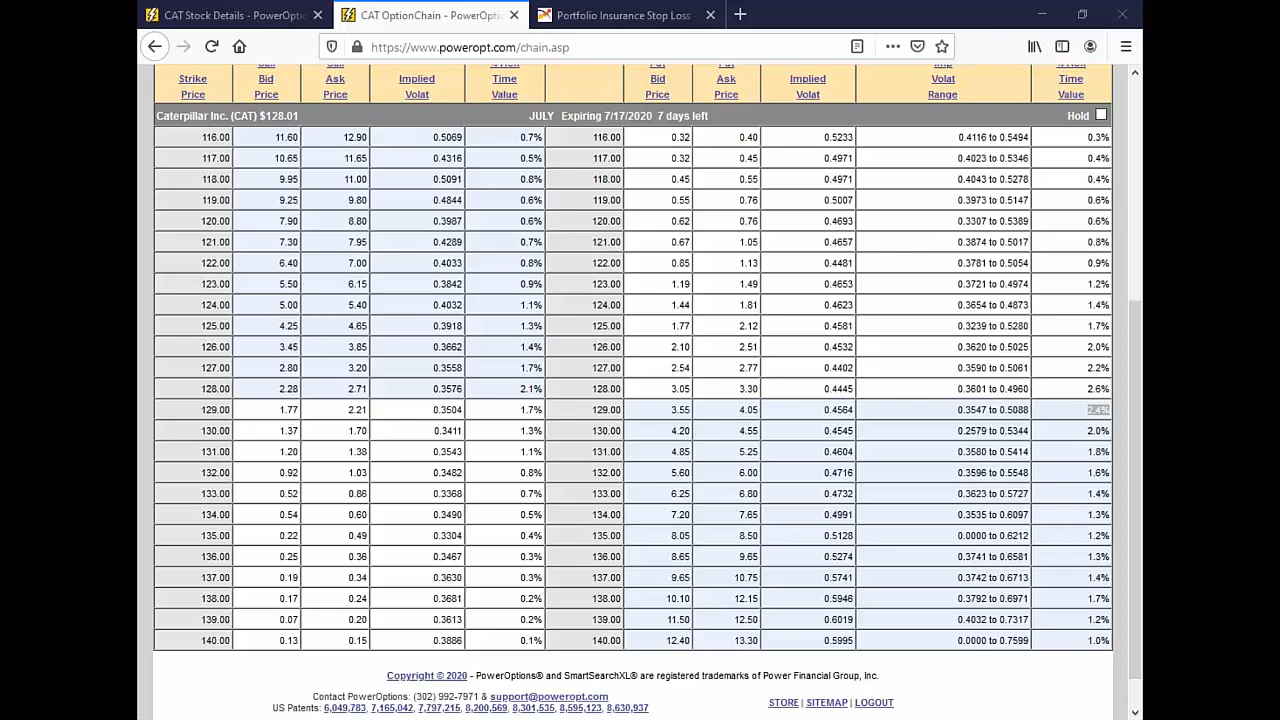 CAT Stock Details - PowerOptio
CAT OptionChain - PowerOption
Portfolio Insurance Stop Loss
https://www.poweropt.com/chain.asp
Strike Price Bid Price Ask Price Implied Volat Time Value Bid Price Ask Price Implied Volat Volat Range Time Value
Caterpillar Inc. (CAT) $128.01 JULY Expiring 7/17/2020 7 days left Hold
116.00 11.60 12.90 0.5069 0.7% 116.00 0.32 0.40 0.5233 0.4116 to 0.5494 0.3%
117.00 10.65 11.65 0.4316 0.5% 117.00 0.32 0.45 0.4971 0.4023 to 0.5346 0.4%
118.00 9.95 11.00 0.5091 0.8% 118.00 0.45 0.55 0.4971 0.4043 to 0.5278 0.4%
119.00 9.25 9.80 0.4844 0.6% 119.00 0.55 0.76 0.5007 0.3973 to 0.5147 0.6%
120.00 7.90 8.80 0.3987 0.6% 120.00 0.62 0.76 0.4693 0.3307 to 0.5389 0.6%
121.00 7.30 7.95 0.4289 0.7% 121.00 0.67 1.05 0.4657 0.3874 to 0.5017 0.8%
122.00 6.40 7.00 0.4033 0.8% 122.00 0.85 1.13 0.4481 0.3781 to 0.5054 0.9%
123.00 5.50 6.15 0.3842 0.9% 123.00 1.19 1.49 0.4653 0.3721 to 0.4974 1.2%
124.00 5.00 5.40 0.4032 1.1% 124.00 1.44 1.81 0.4623 0.3654 to 0.4873 1.4%
125.00 4.25 4.65 0.3918 1.3% 125.00 1.77 2.12 0.4581 0.3239 to 0.5280 1.7%
126.00 3.45 3.85 0.3662 1.4% 126.00 2.10 2.51 0.4532 0.3620 to 0.5025 2.0%
127.00 2.80 3.20 0.3558 1.7% 127.00 2.54 2.77 0.4402 0.3590 to 0.5061 2.2%
128.00 2.28 2.71 0.3576 2.1% 128.00 3.05 3.30 0.4445 0.3601 to 0.4960 2.6%
129.00 1.77 2.21 0.3504 1.7% 129.00 3.55 4.05 0.4564 0.3547 to 0.5088 2.4%
130.00 1.37 1.70 0.3411 1.3% 130.00 4.20 4.55 0.4545 0.2579 to 0.5344 2.0%
131.00 1.20 1.38 0.3543 1.1% 131.00 4.85 5.25 0.4604 0.3580 to 0.5414 1.8%
132.00 0.92 1.03 0.3482 0.8% 132.00 5.60 6.00 0.4716 0.3596 to 0.5548 1.6%
133.00 0.52 0.86 0.3368 0.7% 133.00 6.25 6.80 0.4732 0.3623 to 0.5727 1.4%
134.00 0.54 0.60 0.3490 0.5% 134.00 7.20 7.65 0.4991 0.3535 to 0.6097 1.3%
135.00 0.22 0.49 0.3304 0.4% 135.00 8.05 8.50 0.5128 0.0000 to 0.6212 1.2%
136.00 0.25 0.36 0.3467 0.3% 136.00 8.65 9.65 0.5274 0.3741 to 0.6581 1.3%
137.00 0.19 0.34 0.3630 0.3% 137.00 9.65 10.75 0.5741 0.3742 to 0.6713 1.4%
138.00 0.17 0.24 0.3681 0.2% 138.00 10.10 12.15 0.5946 0.3792 to 0.6971 1.7%
139.00 0.07 0.20 0.3613 0.2% 139.00 11.50 12.50 0.6019 0.4032 to 0.7317 1.2%
140.00 0.13 0.15 0.3886 0.1% 140.00 12.40 13.30 0.5995 0.0000 to 0.7599 1.0%
Copyright © 2020 - PowerOptions® and SmartSearchXL® are registered trademarks of Power Financial Group, Inc.
Contact PowerOptions: (302) 992-7971 & support@poweropt.com
US Patents: 6,049,783, 7,165,042, 7,797,215, 8,200,569, 8,301,535, 8,595,123, 8,630,937
STORE | SITEMAP | LOGOUT